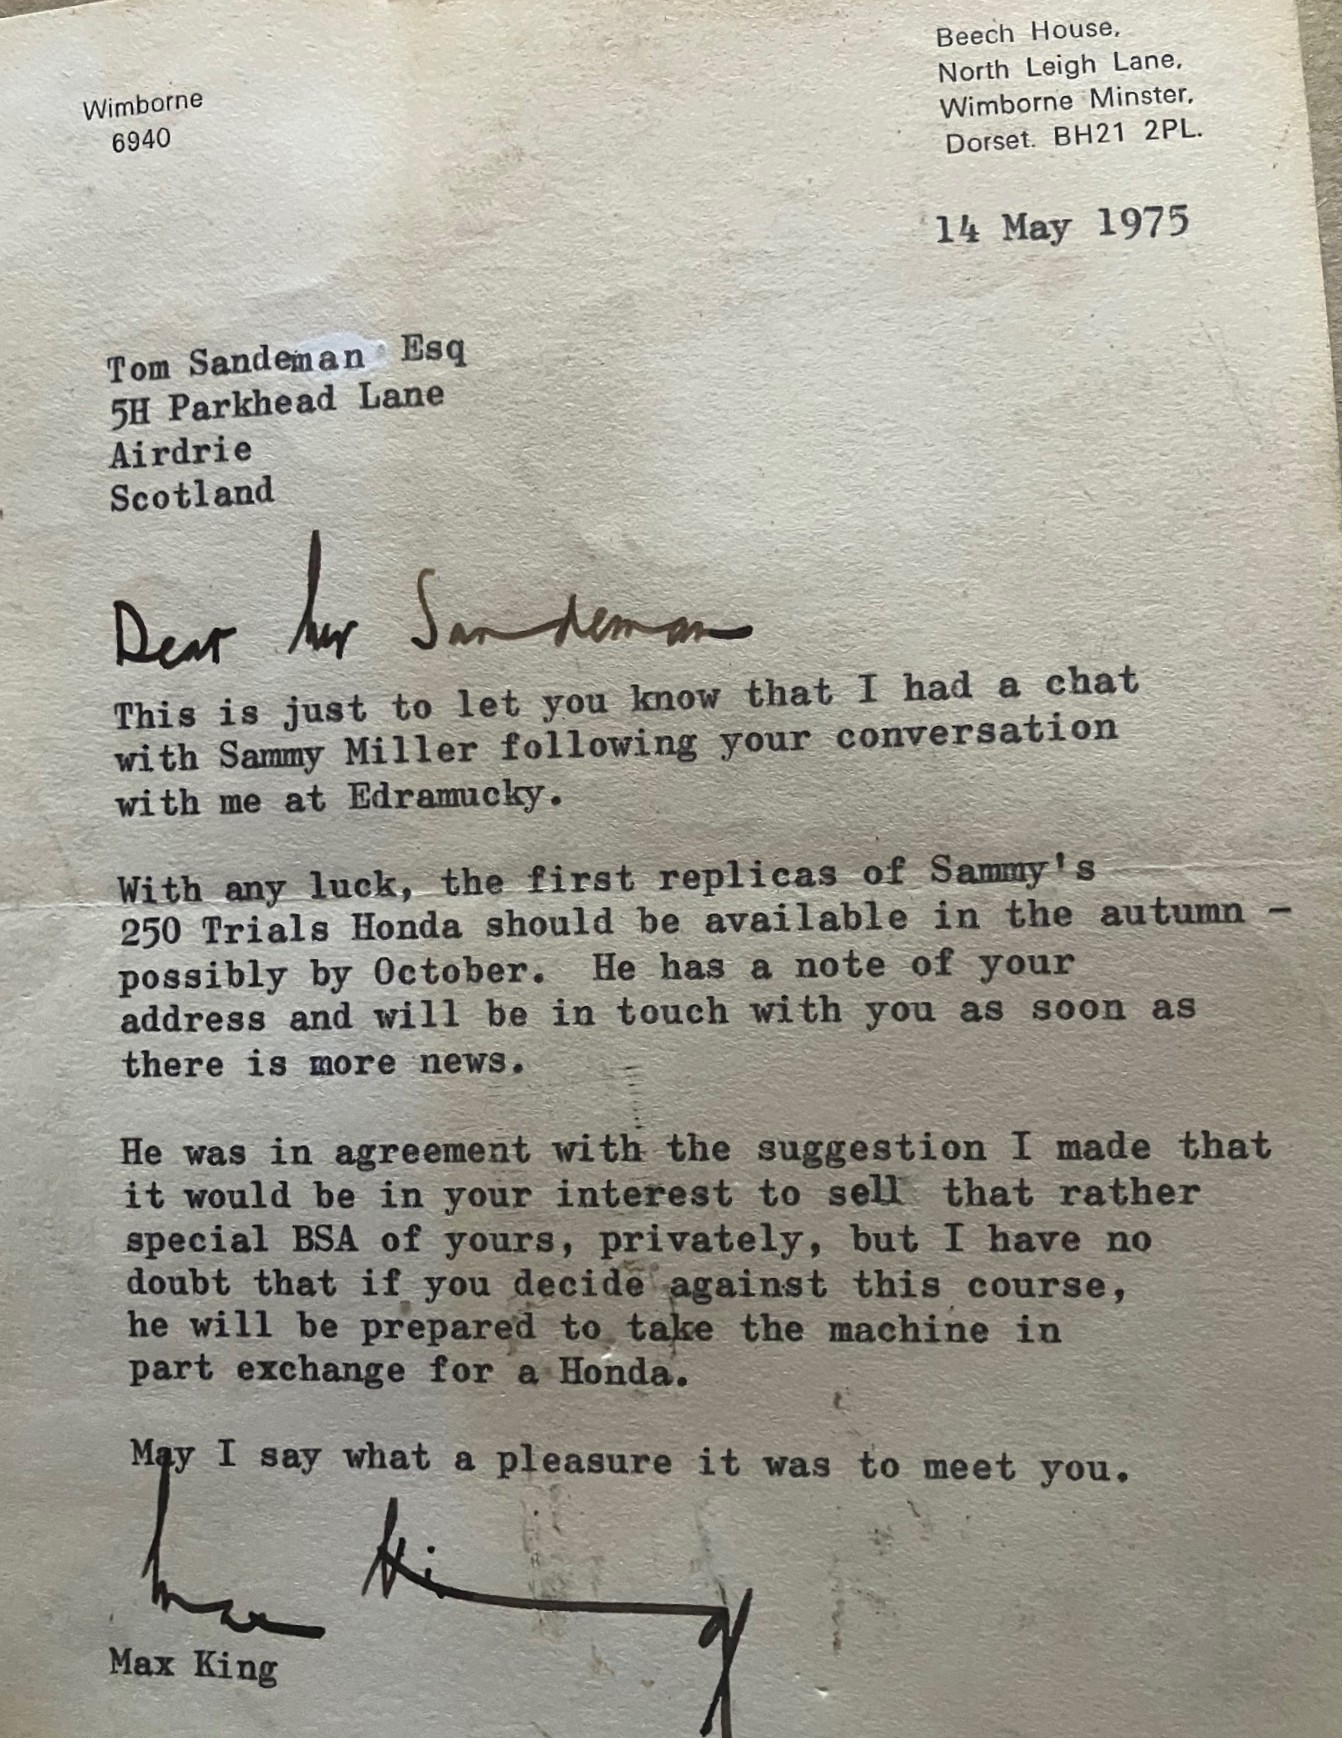 Wimborne
6940
Beech House,
North Leigh Lane,
Wimborne Minster,
Dorset. BH21 2PL.
14 May 1975
Tom Sandeman Esq
5H Parkhead Lane
Airdrie
Scotland
Dear Mr Sandeman
This is just to let you know that I had a chat
with Sammy Miller following your conversation
with me at Edramucky.
With any luck, the first replicas of Sammy's
250 Trials Honda should be available in the autumn -
possibly by October. He has a note of your
address and will be in touch with you as soon as
there is more news.
He was in agreement with the suggestion I made that
it would be in your interest to sell that rather
special BSA of yours, privately, but I have no
doubt that if you decide against this course,
he will be prepared to take the machine in
part exchange for a Honda.
May I say what a pleasure it was to meet you.
Max King
Max King